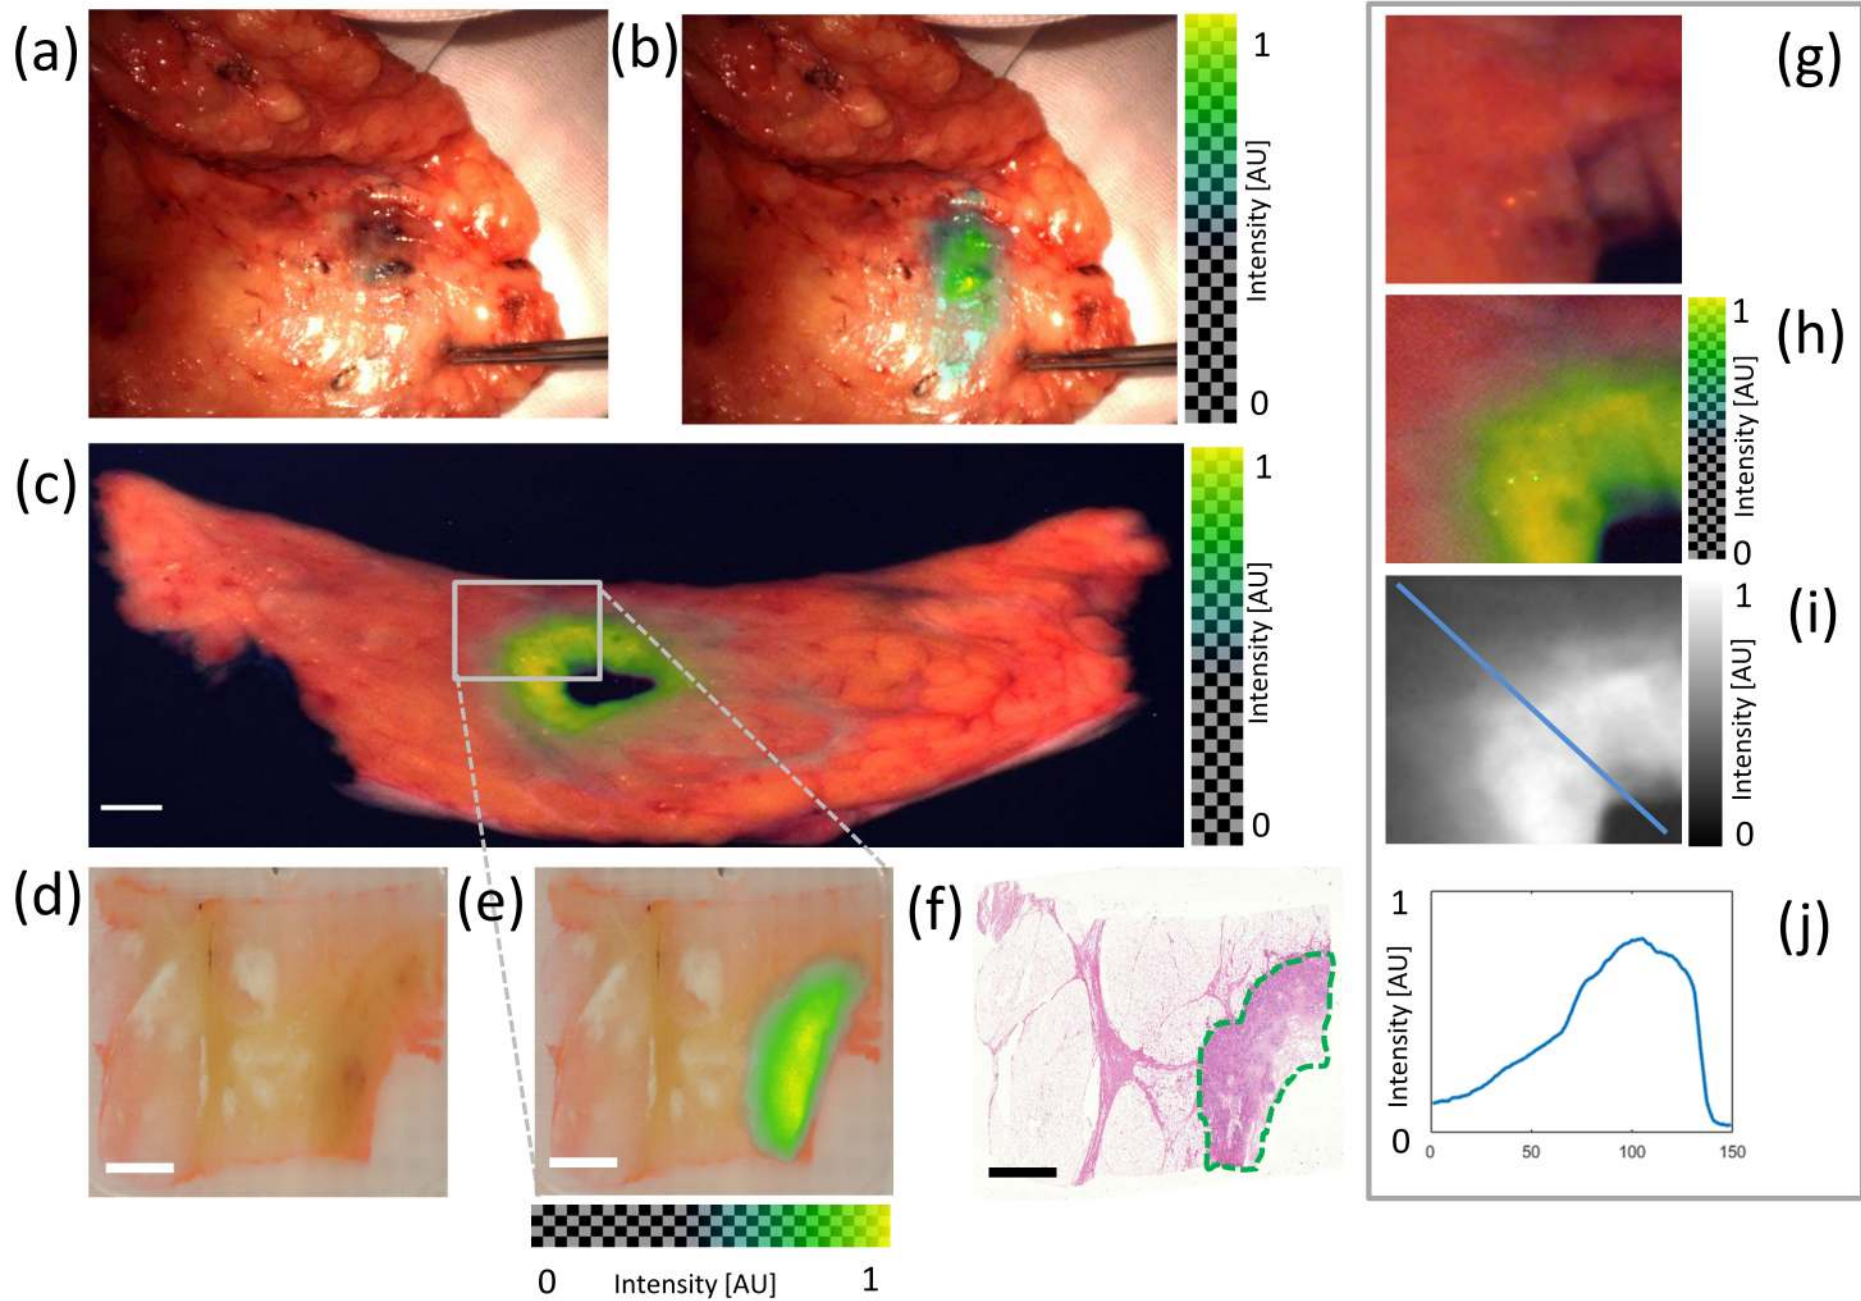 (a)
(b)
1
Intensity [AU]
0
(c)
1
Intensity [AU]
0
(d)
(e)
(f)
0
Intensity [AU]
1
(g)
(h)
1
Intensity [AU]
0
(i)
1
Intensity [AU]
0
(j)
1
Intensity [AU]
0
0
50
100
150